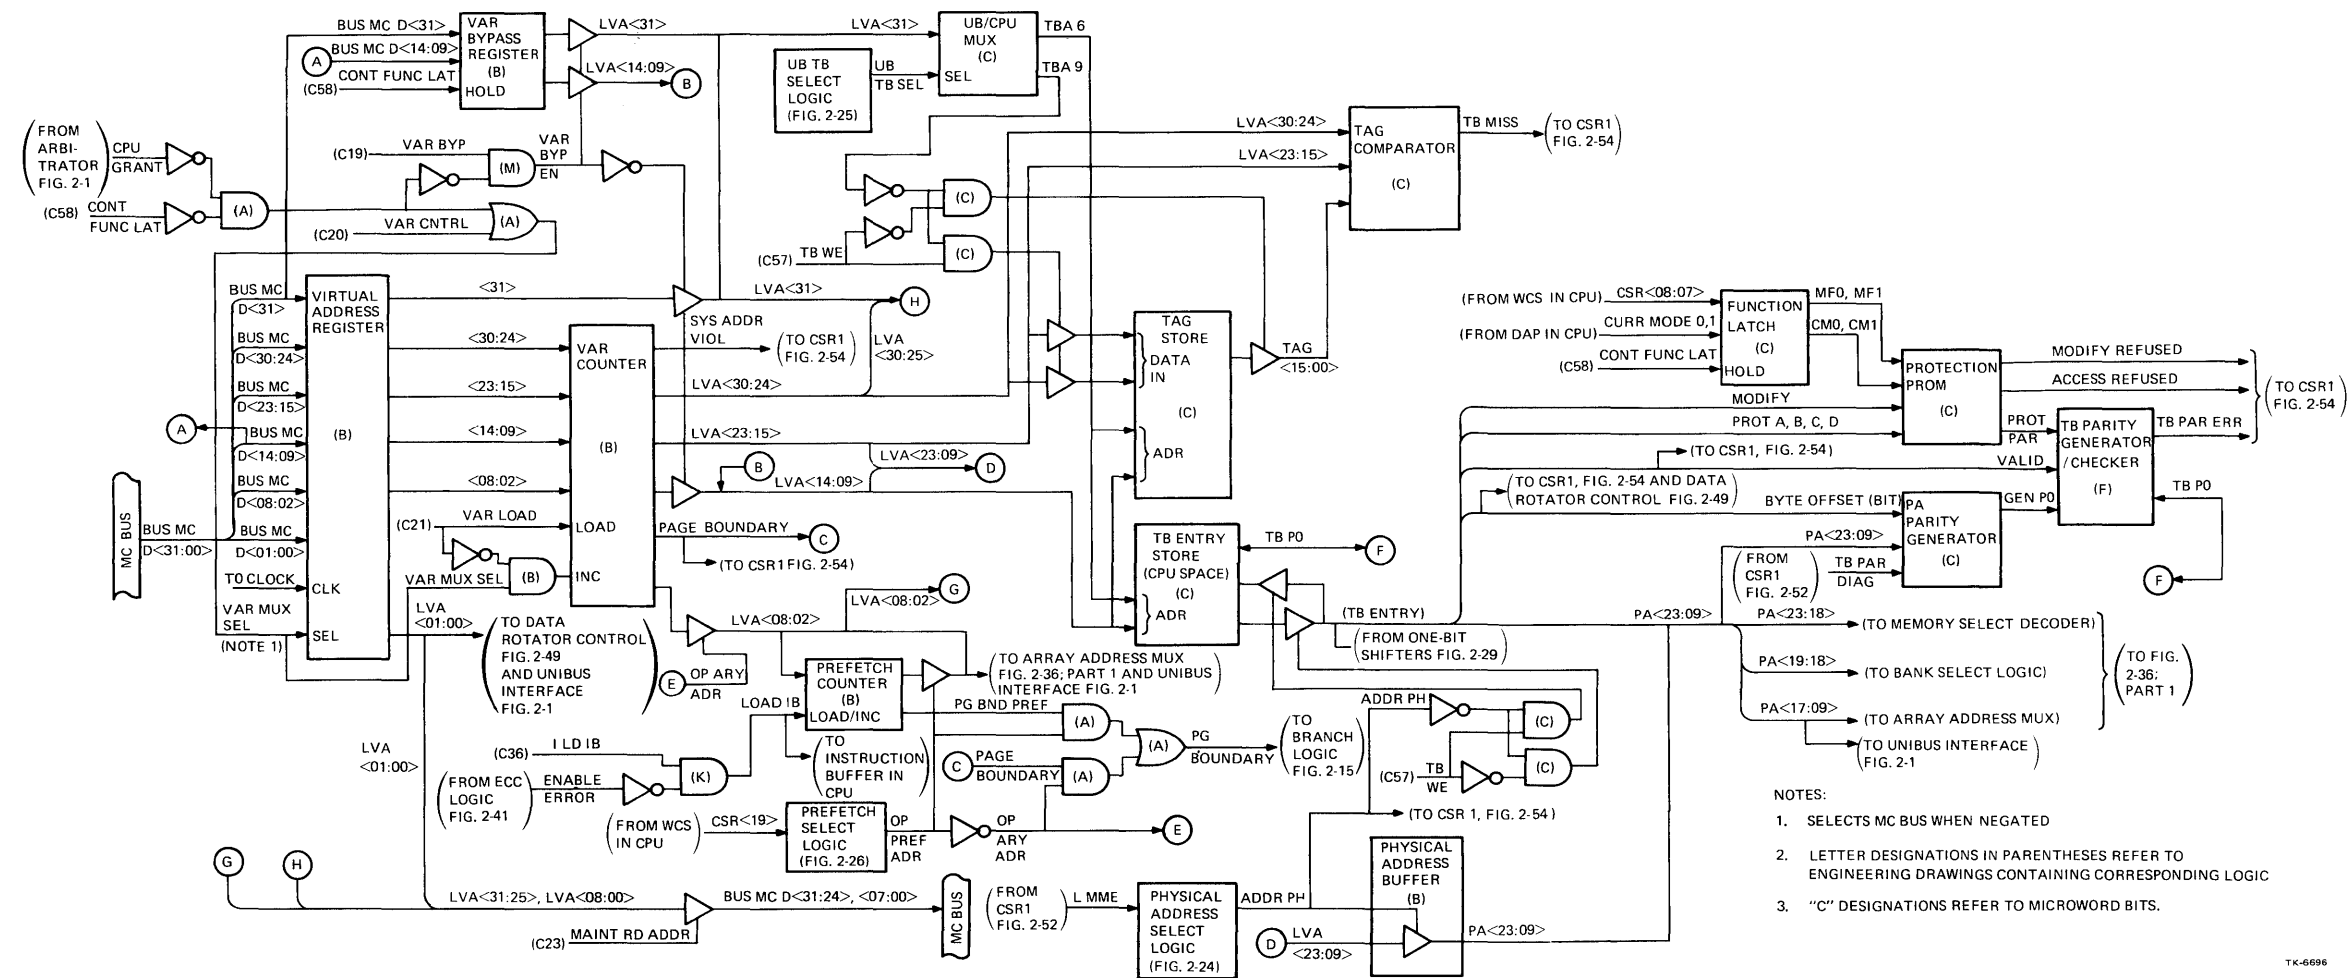 BUS MC D<31>
VAR
BYPASS
REGISTER
(B)
HOLD
A
BUS MC D<14:09>
CONT FUNC LAT
(C58)
LVA<31>
LVA<14:09>
B
LVA<31>
UB/CPU
MUX
(C)
SEL
TBA 6
TBA 9
UB TB
SELECT
LOGIC
(FIG. 2-25)
UB
TB SEL
(FROM
ARBI-
TRATOR
FIG. 2-1)
CPU
GRANT
(C58) CONT
FUNC LAT
(A)
(C19) VAR BYP
(M)
VAR
BYP
EN
(C20) VAR CNTRL
(A)
(C57) TB WE
(C)
(C)
LVA<30:24>
LVA<23:15>
TAG
COMPARATOR
(C)
TB MISS
(TO CSR1
FIG. 2-54)
MC BUS
BUS MC
D<31:00>
BUS MC
D<31>
BUS MC
D<30:24>
BUS MC
D<23:15>
A
BUS MC
D<14:09>
BUS MC
D<08:02>
BUS MC
D<01:00>
T0 CLOCK
VAR MUX
SEL
(NOTE 1)
VIRTUAL
ADDRESS
REGISTER
(B)
CLK
SEL
<31>
<30:24>
<23:15>
<14:09>
<08:02>
(C21) VAR LOAD
VAR MUX SEL
(B)
LVA
<01:00>
(TO DATA
ROTATOR CONTROL
FIG. 2-49
AND UNIBUS
INTERFACE
FIG. 2-1)
VAR
COUNTER
(B)
LOAD
INC
LVA<31>
H
SYS ADDR
VIOL
(TO CSR1
FIG. 2-54)
LVA
<30:25>
LVA<30:24>
LVA<23:15>
LVA<23:09>
D
B
LVA<14:09>
PAGE BOUNDARY
C
(TO CSR1 FIG. 2-54)
LVA<08:02>
LVA<08:02>
G
E
OP ARY
ADR
TAG
STORE
DATA
IN
(C)
ADR
TAG
<15:00>
TB ENTRY
STORE
(CPU SPACE)
(C)
ADR
TB P0
F
(TB ENTRY)
(FROM ONE-BIT
SHIFTERS FIG. 2-29)
(FROM WCS IN CPU) CSR<08:07>
(FROM DAP IN CPU) CURR MODE 0,1
CONT FUNC LAT
(C58)
FUNCTION
LATCH
(C)
HOLD
MF0, MF1
CM0, CM1
PROTECTION
PROM
(C)
MODIFY REFUSED
ACCESS REFUSED
(TO CSR1
FIG. 2-54)
MODIFY
PROT A, B, C, D
PROT
PAR
(TO CSR1, FIG. 2-54)
VALID
TB PARITY
GENERATOR
/CHECKER
(F)
TB PAR ERR
TB P0
F
(TO CSR1, FIG. 2-54 AND DATA
ROTATOR CONTROL FIG. 2-49)
BYTE OFFSET (BIT)
PA
PARITY
GENERATOR
(C)
GEN P0
PA<23:09>
(FROM
CSR1
FIG. 2-52)
TB PAR
DIAG
PA<23:09>
PA<23:18> (TO MEMORY SELECT DECODER)
PA<19:18> (TO BANK SELECT LOGIC)
PA<17:09> (TO ARRAY ADDRESS MUX)
(TO UNIBUS INTERFACE
FIG. 2-1)
(TO FIG.
2-36;
PART 1)
PREFETCH
COUNTER
(B)
LOAD/INC
(TO ARRAY ADDRESS MUX
FIG. 2-36; PART 1 AND UNIBUS
INTERFACE FIG. 2-1)
LOAD IB
PG BND PREF
(A)
(C36) I LD IB
(FROM ECC
LOGIC
FIG. 2-41)
ENABLE
ERROR
(K)
(TO
INSTRUCTION
BUFFER IN
CPU)
C
PAGE
BOUNDARY
(A)
(A)
PG
BOUNDARY
(TO
BRANCH
LOGIC
FIG. 2-15)
ADDR PH
(C)
(C57) TB
WE
(C)
(TO CSR 1, FIG. 2-54)
LVA
<01:00>
(FROM WCS
IN CPU)
CSR<19>
PREFETCH
SELECT
LOGIC
(FIG. 2-26)
OP
PREF
ADR
OP
ARY
ADR
E
G
H
LVA<31:25>, LVA<08:00>
(C23) MAINT RD ADDR
BUS MC D<31:24>, <07:00>
MC BUS
(FROM
CSR1
FIG. 2-52)
L MME
PHYSICAL
ADDRESS
SELECT
LOGIC
(FIG. 2-24)
ADDR PH
PHYSICAL
ADDRESS
BUFFER
(B)
D
LVA
<23:09>
PA<23:09>
NOTES:
1. SELECTS MC BUS WHEN NEGATED
2. LETTER DESIGNATIONS IN PARENTHESES REFER TO
ENGINEERING DRAWINGS CONTAINING CORRESPONDING LOGIC
3. "C" DESIGNATIONS REFER TO MICROWORD BITS.
TK-6696